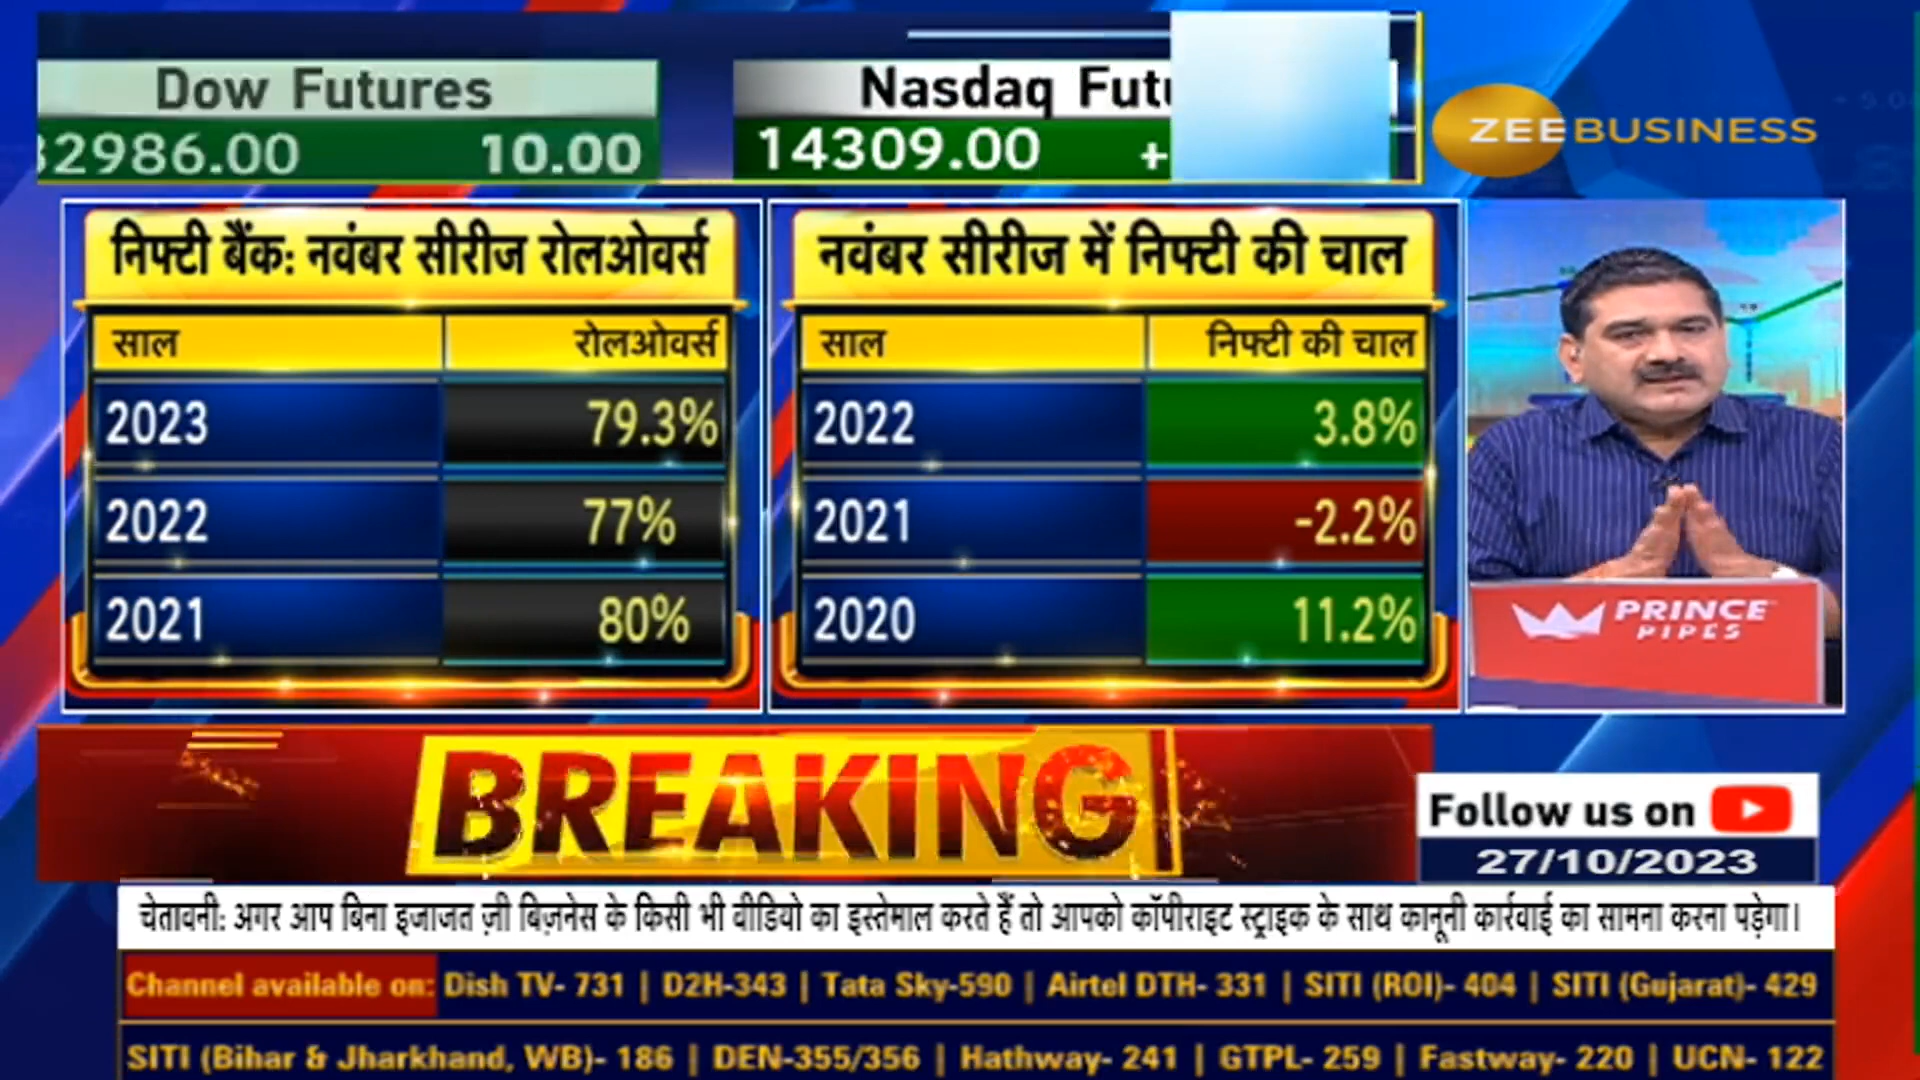 Dow Futures
32986.00 10.00
Nasdaq
14309.00 +
ZEEBUSINESS
निफ्टी बैंक: नवंबर सीरीज रोलओवर्स
साल रोलओवर्स
2023 79.3%
2022 77%
2021 80%
नवंबर सीरीज में निफ्टी की चाल
साल निफ्टी की चाल
2022 3.8%
2021 -2.2%
2020 11.2%
PRINCE
PIPES
BREAKING
Follow us on
27/10/2023
चेतावनी: अगर आप बिना इजाजत ज़ी बिज़नेस के किसी भी वीडियो का इस्तेमाल करते हैं तो आपको कॉपीराइट स्ट्राइक के साथ कानूनी कार्रवाई का सामना करना पड़ेगा।
Channel available on: Dish TV- 731 | D2H-343 | Tata Sky-590 | Airtel DTH- 331 | SITI (ROI)- 404 | SITI (Gujarat)- 429
SITI (Bihar & Jharkhand, WB)- 186 | DEN-355/356 | Hathway- 241 | GTPL- 259 | Fastway- 220 | UCN- 122